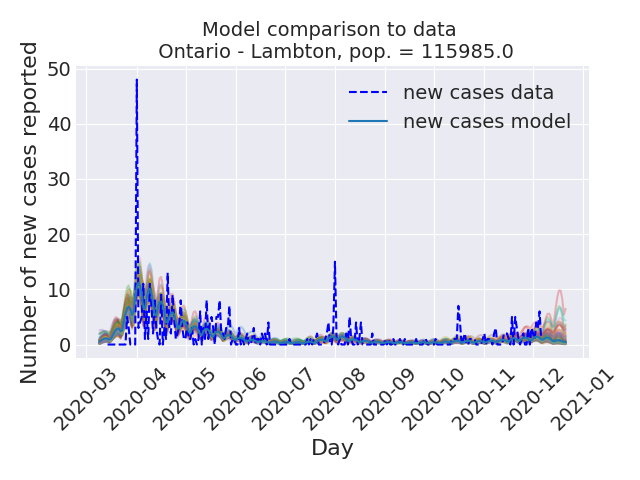 Model comparison to data
Ontario - Lambton, pop. = 115985.0
Number of new cases reported
50
40
30
20
10
0
new cases data
new cases model
2020-03
2020-04
2020-05
2020-06
2020-07
2020-08
2020-09
2020-10
2020-11
2020-12
2021-01
Day